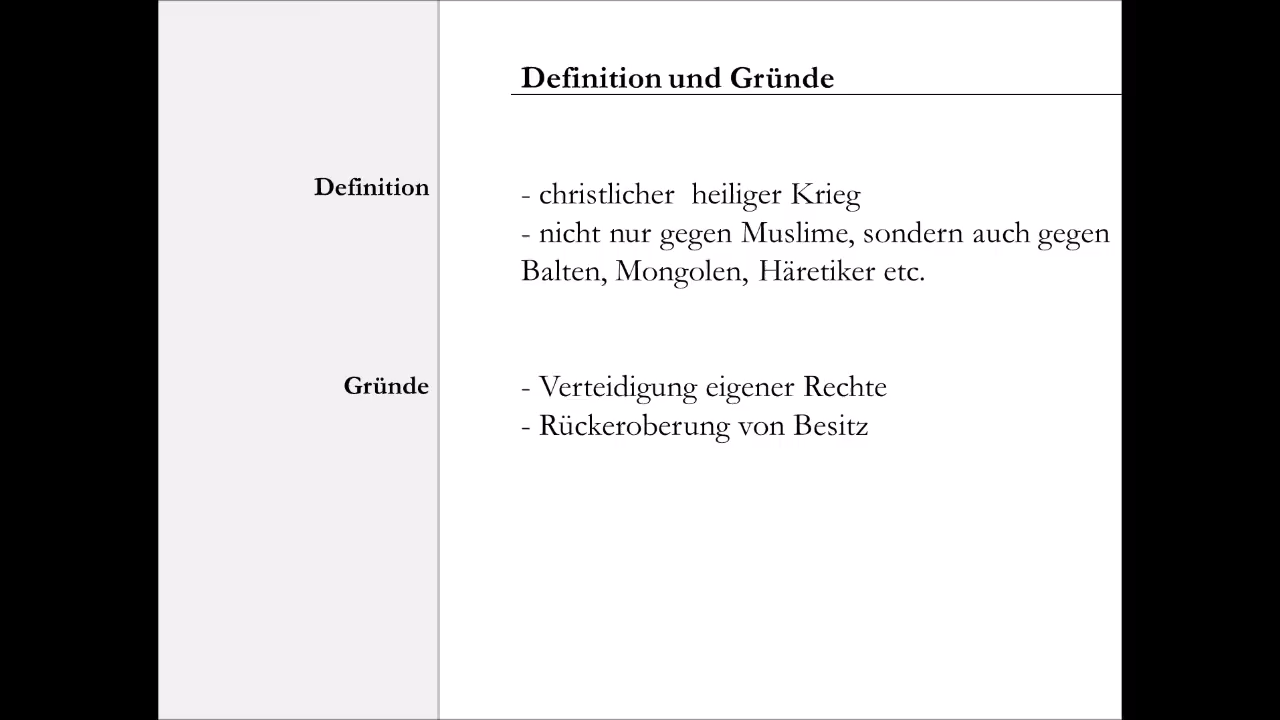 Definition und Gründe
Definition
- christlicher  heiliger Krieg
- nicht nur gegen Muslime, sondern auch gegen
Balten, Mongolen, Häretiker etc.
Gründe
- Verteidigung eigener Rechte
- Rückeroberung von Besitz